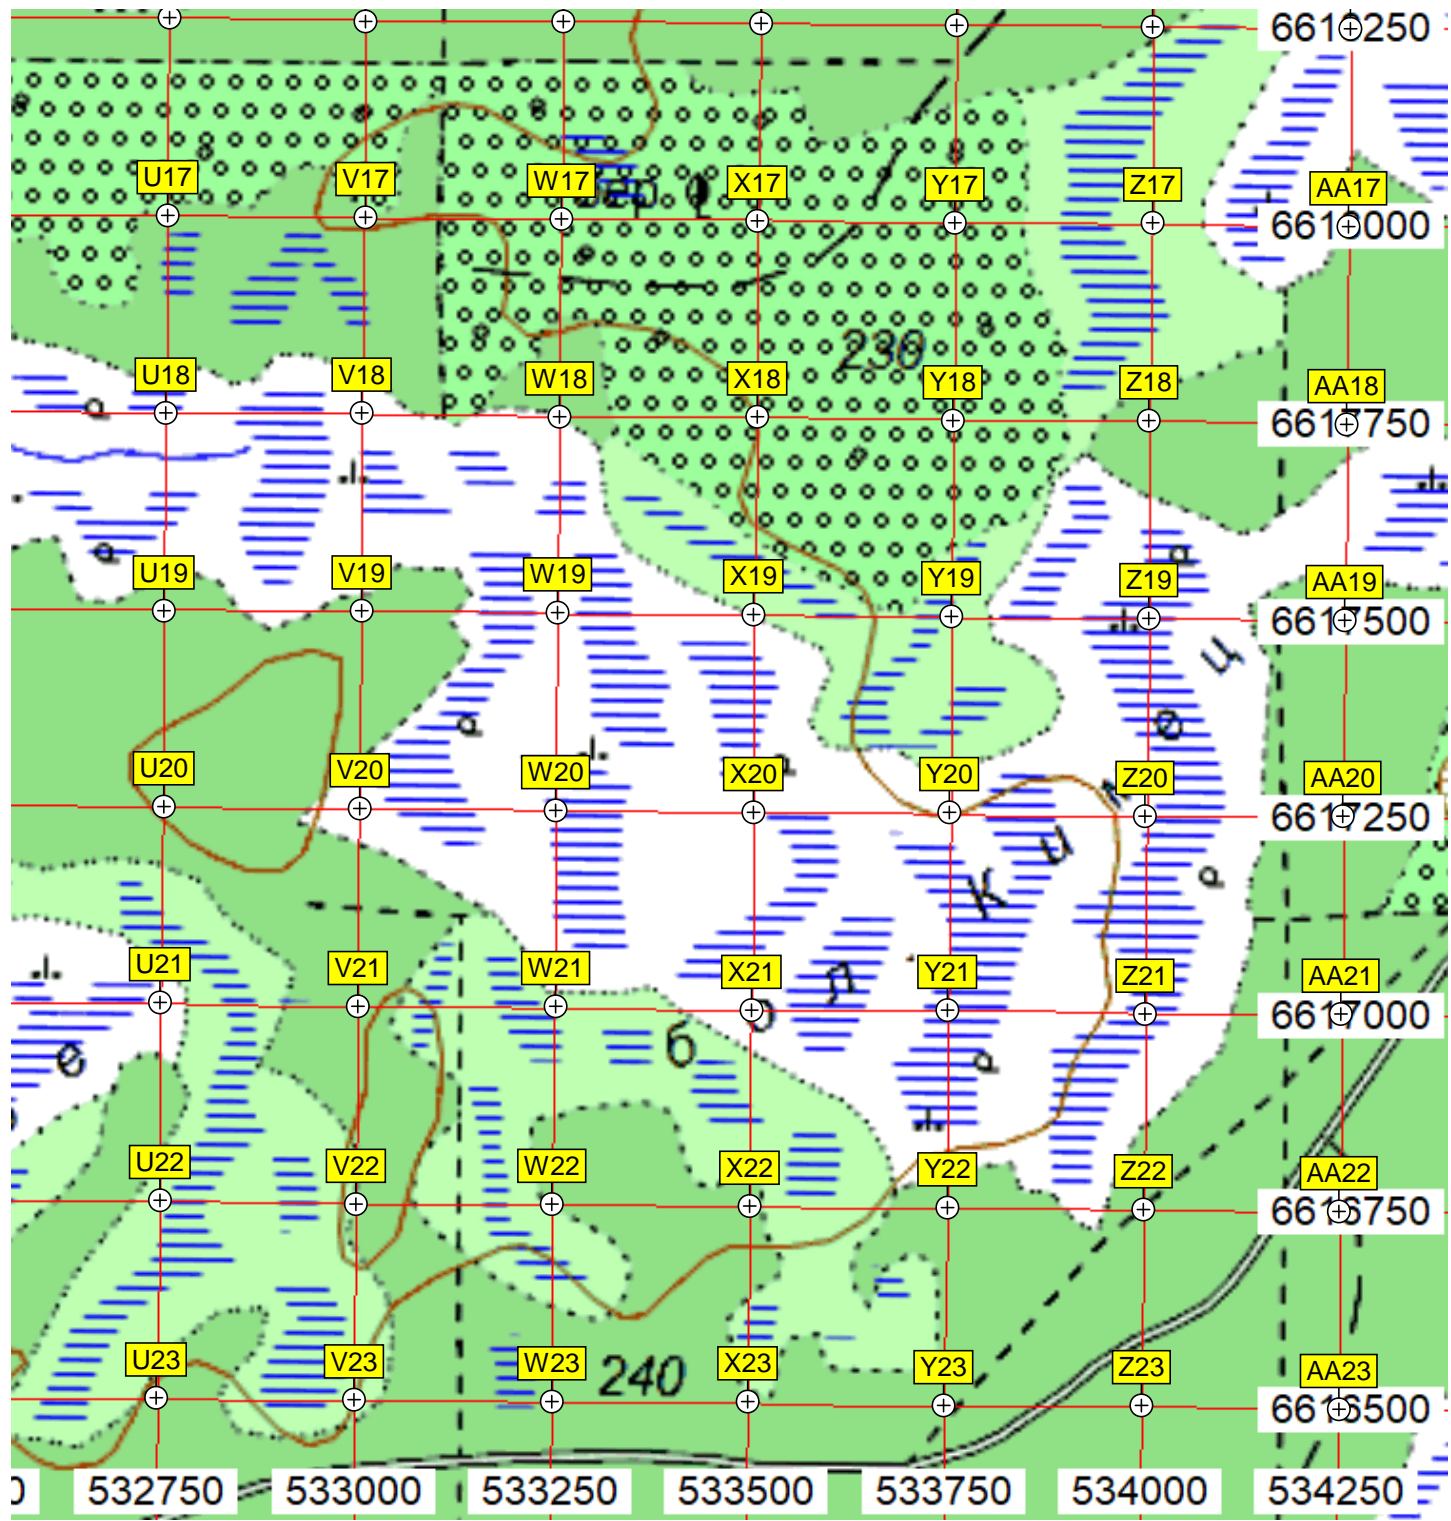 U17 V17 W17 X17 Y17 Z17 AA17
230
U18 V18 W18 X18 Y18 Z18 AA18
6617750
U19 V19 W19 X19 Y19 Z19 AA19
6617500
U20 V20 W20 X20 Y20 Z20 AA20
6617250
U21 V21 W21 X21 Y21 Z21 AA21
6617000
б
о
л
К
и
е
ц
U22 V22 W22 X22 Y22 Z22 AA22
6616750
240
U23 V23 W23 X23 Y23 Z23 AA23
6616500
532750 533000 533250 533500 533750 534000 534250